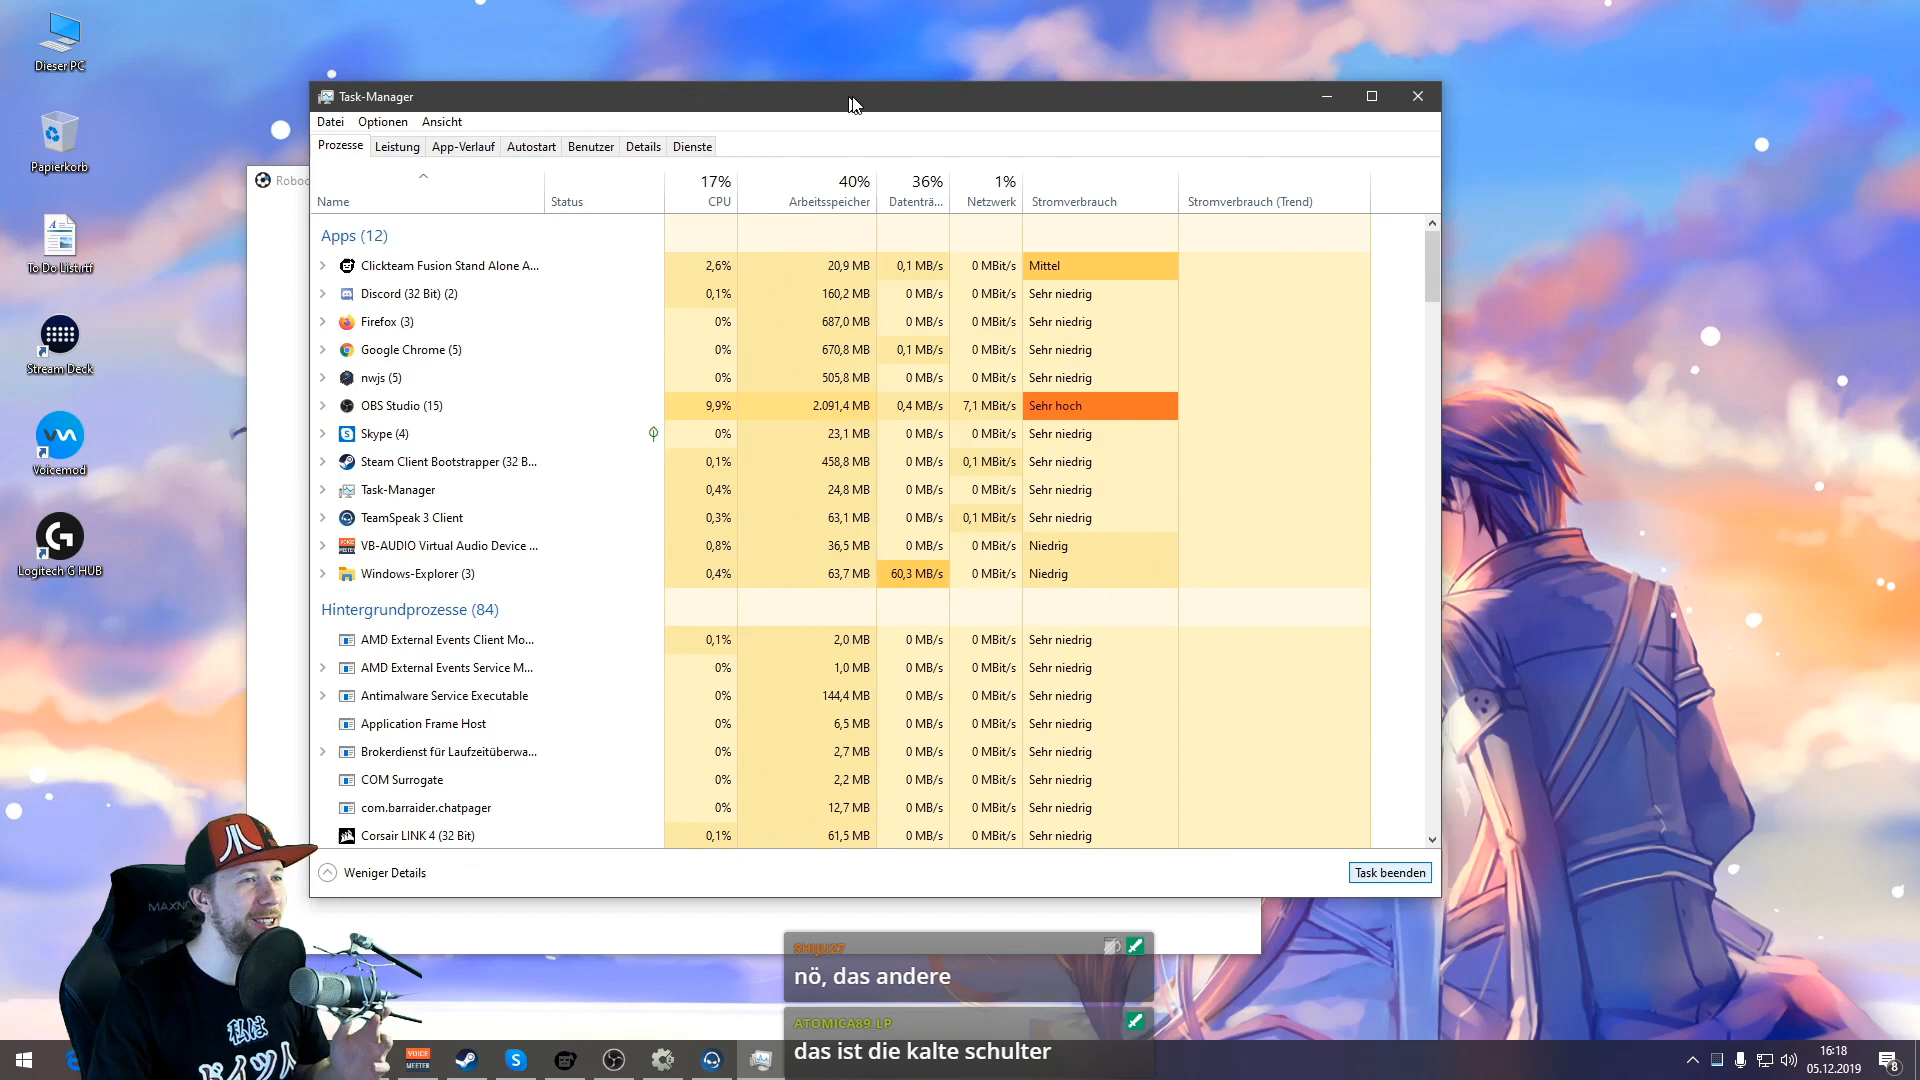 Dieser PC
Papierkorb
To Do List.rtf
Stream Deck
Voicemod
Logitech G HUB
Task-Manager
Datei Optionen Ansicht
Prozesse Leistung App-Verlauf Autostart Benutzer Details Dienste
17% 40% 36% 1%
Name Status CPU Arbeitsspeicher Datenträ... Netzwerk Stromverbrauch Stromverbrauch (Trend)
Apps (12)
Clickteam Fusion Stand Alone A... 2,6% 20,9 MB 0,1 MB/s 0 MBit/s Mittel
Discord (32 Bit) (2) 0,1% 160,2 MB 0 MB/s 0 MBit/s Sehr niedrig
Firefox (3) 0% 687,0 MB 0 MB/s 0 MBit/s Sehr niedrig
Google Chrome (5) 0% 670,8 MB 0,1 MB/s 0 MBit/s Sehr niedrig
nwjs (5) 0% 505,8 MB 0 MB/s 0 MBit/s Sehr niedrig
OBS Studio (15) 9,9% 2.091,4 MB 0,4 MB/s 7,1 MBit/s Sehr hoch
Skype (4) 0% 23,1 MB 0 MB/s 0 MBit/s Sehr niedrig
Steam Client Bootstrapper (32 B... 0,1% 458,8 MB 0 MB/s 0,1 MBit/s Sehr niedrig
Task-Manager 0,4% 24,8 MB 0 MB/s 0 MBit/s Sehr niedrig
TeamSpeak 3 Client 0,3% 63,1 MB 0 MB/s 0,1 MBit/s Sehr niedrig
VB-AUDIO Virtual Audio Device ... 0,8% 36,5 MB 0 MB/s 0 MBit/s Niedrig
Windows-Explorer (3) 0,4% 63,7 MB 60,3 MB/s 0 MBit/s Niedrig
Hintergrundprozesse (84)
AMD External Events Client Mo... 0,1% 2,0 MB 0 MB/s 0 MBit/s Sehr niedrig
AMD External Events Service M... 0% 1,0 MB 0 MB/s 0 MBit/s Sehr niedrig
Antimalware Service Executable 0% 144,4 MB 0 MB/s 0 MBit/s Sehr niedrig
Application Frame Host 0% 6,5 MB 0 MB/s 0 MBit/s Sehr niedrig
Brokerdienst für Laufzeitüberwa... 0% 2,7 MB 0 MB/s 0 MBit/s Sehr niedrig
COM Surrogate 0% 2,2 MB 0 MB/s 0 MBit/s Sehr niedrig
com.barraider.chatpager 0% 12,7 MB 0 MB/s 0 MBit/s Sehr niedrig
Corsair LINK 4 (32 Bit) 0,1% 61,5 MB 0 MB/s 0 MBit/s Sehr niedrig
Weniger Details Task beenden
nö, das andere
ATOMICA89_LP
das ist die kalte schulter
私は
ドイツ人
VOICE
MEETER
16:18
05.12.2019
8